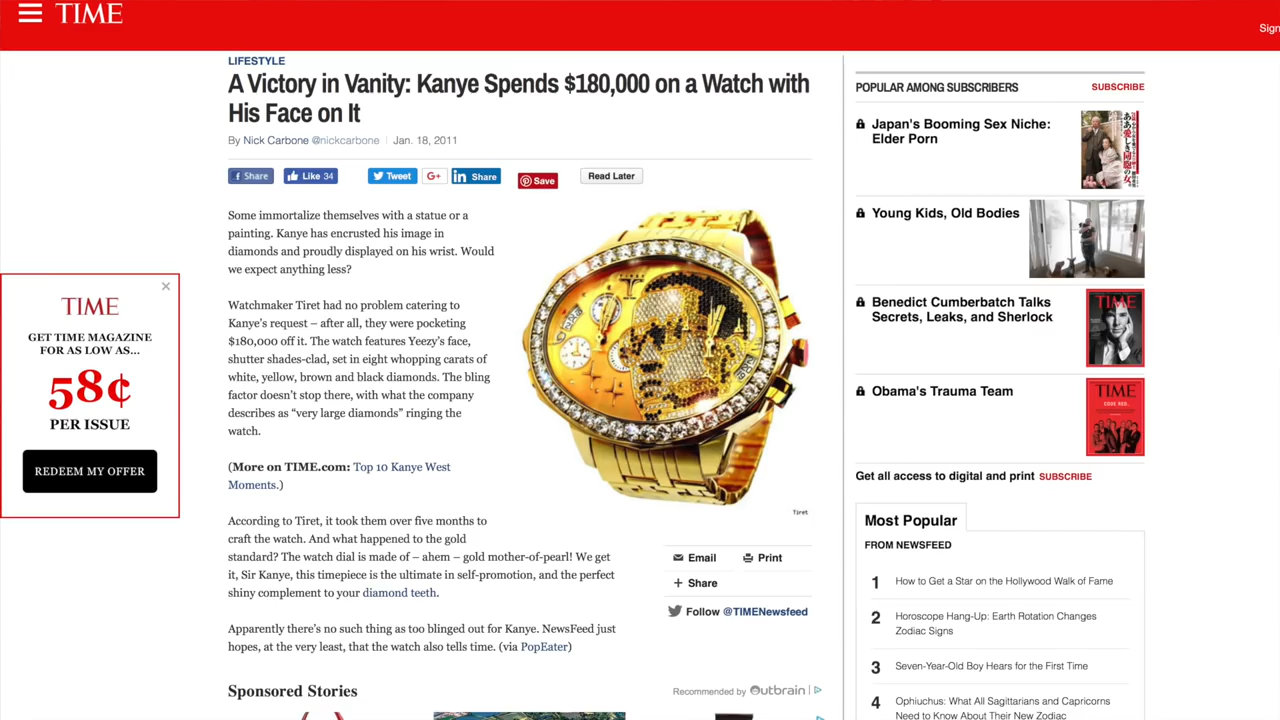 TIME
Sign
LIFESTYLE
A Victory in Vanity: Kanye Spends $180,000 on a Watch with
His Face on It
By Nick Carbone @nickcarbone Jan. 18, 2011
Share
Like 34
Tweet
G+
in Share
Save
Read Later
Some immortalize themselves with a statue or a
painting. Kanye has encrusted his image in
diamonds and proudly displayed on his wrist. Would
we expect anything less?
Watchmaker Tiret had no problem catering to
Kanye's request – after all, they were pocketing
$180,000 off it. The watch features Yeezy's face,
shutter shades-clad, set in eight whopping carats of
white, yellow, brown and black diamonds. The bling
factor doesn't stop there, with what the company
describes as “very large diamonds” ringing the
watch.
(More on TIME.com: Top 10 Kanye West
Moments.)
According to Tiret, it took them over five months to
craft the watch. And what happened to the gold
standard? The watch dial is made of – ahem – gold mother-of-pearl! We get
it, Sir Kanye, this timepiece is the ultimate in self-promotion, and the perfect
shiny complement to your diamond teeth.
Apparently there's no such thing as too blinged out for Kanye. NewsFeed just
hopes, at the very least, that the watch also tells time. (via PopEater)
Tiret
Email
Print
+ Share
Follow @TIMENewsfeed
Sponsored Stories
Recommended by Outbrain
TIME
GET TIME MAGAZINE
FOR AS LOW AS...
58¢
PER ISSUE
REDEEM MY OFFER
POPULAR AMONG SUBSCRIBERS
SUBSCRIBE
Japan's Booming Sex Niche:
Elder Porn
Young Kids, Old Bodies
Benedict Cumberbatch Talks
Secrets, Leaks, and Sherlock
TIME
Obama's Trauma Team
TIME
CODE RED.
Get all access to digital and print SUBSCRIBE
Most Popular
FROM NEWSFEED
1 How to Get a Star on the Hollywood Walk of Fame
2 Horoscope Hang-Up: Earth Rotation Changes
Zodiac Signs
3 Seven-Year-Old Boy Hears for the First Time
4 Ophiuchus: What All Sagittarians and Capricorns
Need to Know About Their New Zodiac